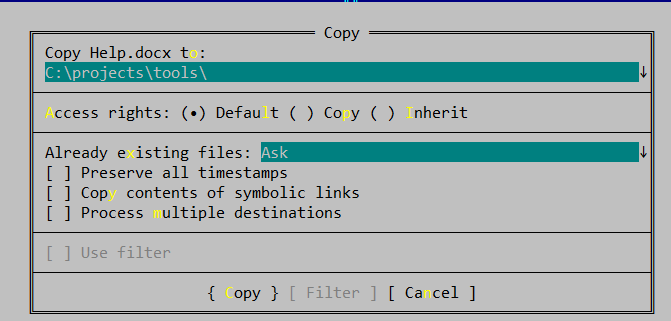 Copy
Copy Help.docx to:
C:\projects\tools\ ↓
Access rights: (•) Default ( ) Copy ( ) Inherit
Already existing files: Ask ↓
[ ] Preserve all timestamps
[ ] Copy contents of symbolic links
[ ] Process multiple destinations
[ ] Use filter
{ Copy } [ Filter ] [ Cancel ]